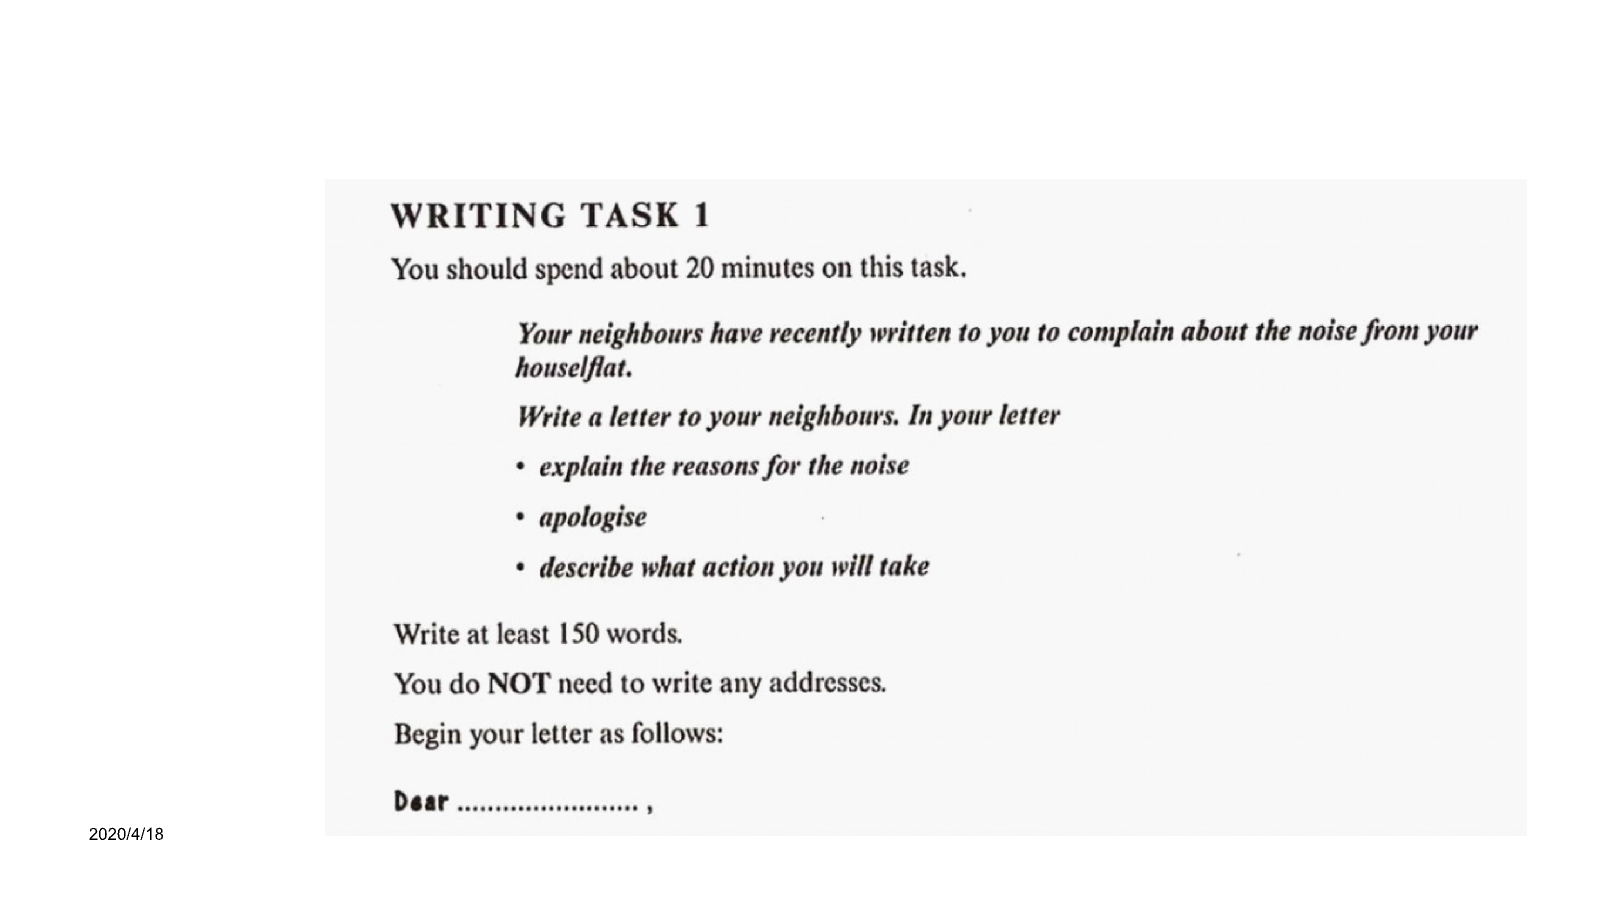 WRITING TASK 1
You should spend about 20 minutes on this task.
Your neighbours have recently written to you to complain about the noise from your
house/flat.
Write a letter to your neighbours. In your letter
• explain the reasons for the noise
• apologise
• describe what action you will take
Write at least 150 words.
You do NOT need to write any addresses.
Begin your letter as follows:
Dear ........................ ,
2020/4/18